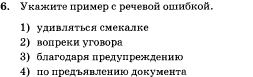 6. Укажите пример с речевой ошибкой.
1) удивляться смекалке
2) вопреки уговора
3) благодаря предупреждению
4) по предъявлению документа